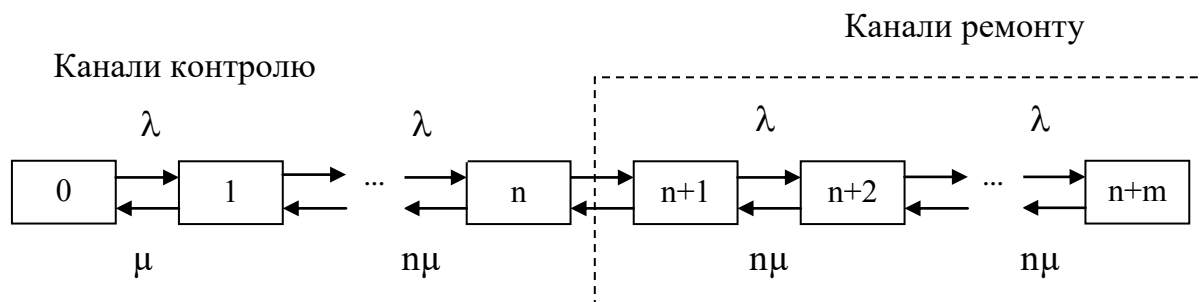 Канали ремонту
Канали контролю
λ λ λ λ
0 1 ... n n+1 n+2 ... n+m
μ nμ nμ nμ